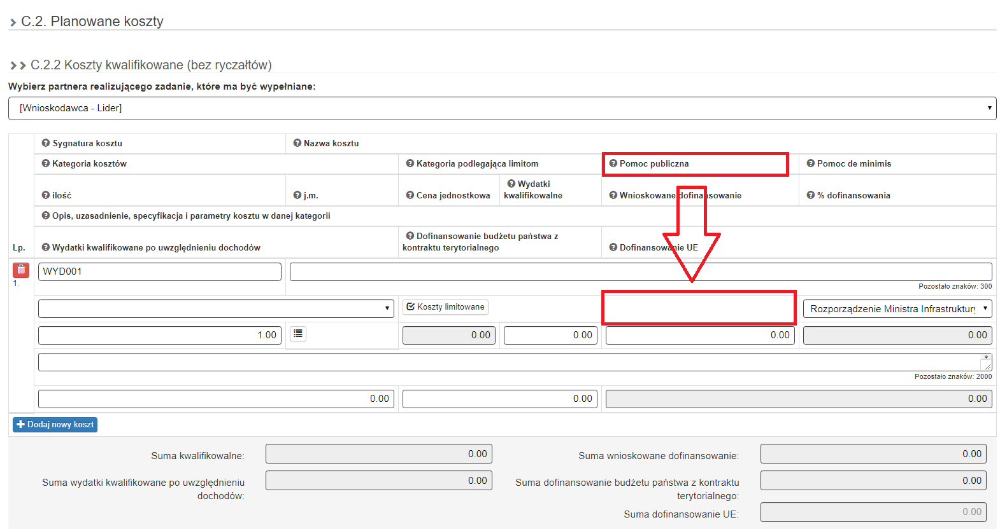 C.2. Planowane koszty
C.2.2 Koszty kwalifikowane (bez ryczałtów)
Wybierz partnera realizującego zadanie, które ma być wypełniane:
[Wnioskodawca - Lider]
Sygnatura kosztu
Nazwa kosztu
Kategoria kosztów
Kategoria podlegająca limitom
Pomoc publiczna
Pomoc de minimis
ilość
j.m.
Cena jednostkowa
Wydatki
kwalifikowalne
Wnioskowane dofinansowanie
% dofinansowania
Opis, uzasadnienie, specyfikacja i parametry kosztu w danej kategorii
Lp.
Wydatki kwalifikowane po uwzględnieniu dochodów
Dofinansowanie budżetu państwa z
kontraktu terytorialnego
Dofinansowanie UE
1.
WYD001
Pozostało znaków: 300
Koszty limitowane
Rozporządzenie Ministra Infrastruktury
1.00
0.00
0.00
0.00
0.00
Pozostało znaków: 2000
0.00
0.00
0.00
Dodaj nowy koszt
Suma kwalifikowalne:
0.00
Suma wnioskowane dofinansowanie:
0.00
Suma wydatki kwalifikowane po uwzględnieniu
dochodów:
0.00
Suma dofinansowanie budżetu państwa z kontraktu
terytorialnego:
0.00
Suma dofinansowanie UE:
0.00